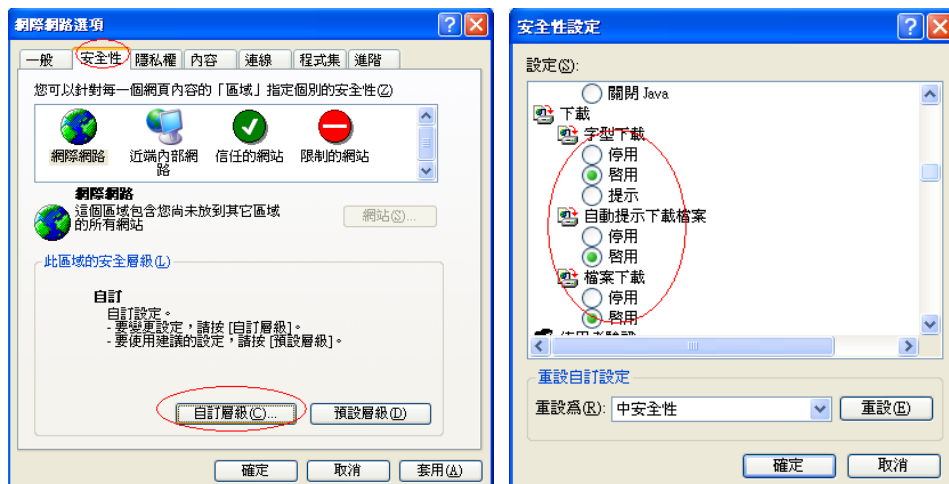 網際網路選項
一般
安全性
隱私權
內容
連線
程式集
進階
您可以針對每一個網頁內容的「區域」指定個別的安全性(Z)
網際網路
近端內部網路
信任的網站
限制的網站
網際網路
這個區域包含您尚未放到其它區域
的所有網站
網站(S)...
此區域的安全層級(L)
自訂
自訂設定。
- 要變更設定，請按 [自訂層級]。
- 要使用建議的設定，請按 [預設層級]。
自訂層級(C)...
預設層級(D)
確定
取消
套用(A)
安全性設定
設定(S):
關閉 Java
下載
字型下載
停用
啓用
提示
自動提示下載檔案
停用
啓用
檔案下載
停用
啓用
重設自訂設定
重設爲(R):
中安全性
重設(E)
確定
取消